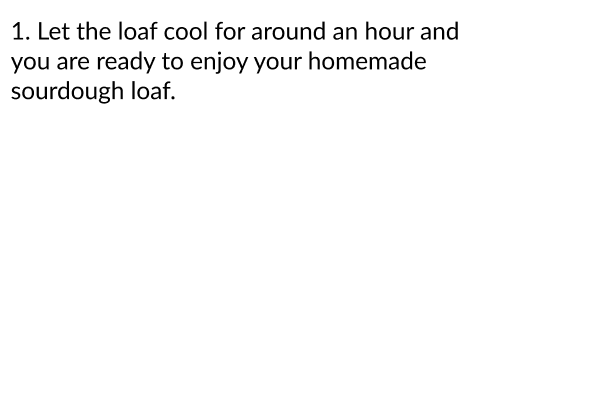 1. Let the loaf cool for around an hour and
you are ready to enjoy your homemade
sourdough loaf.